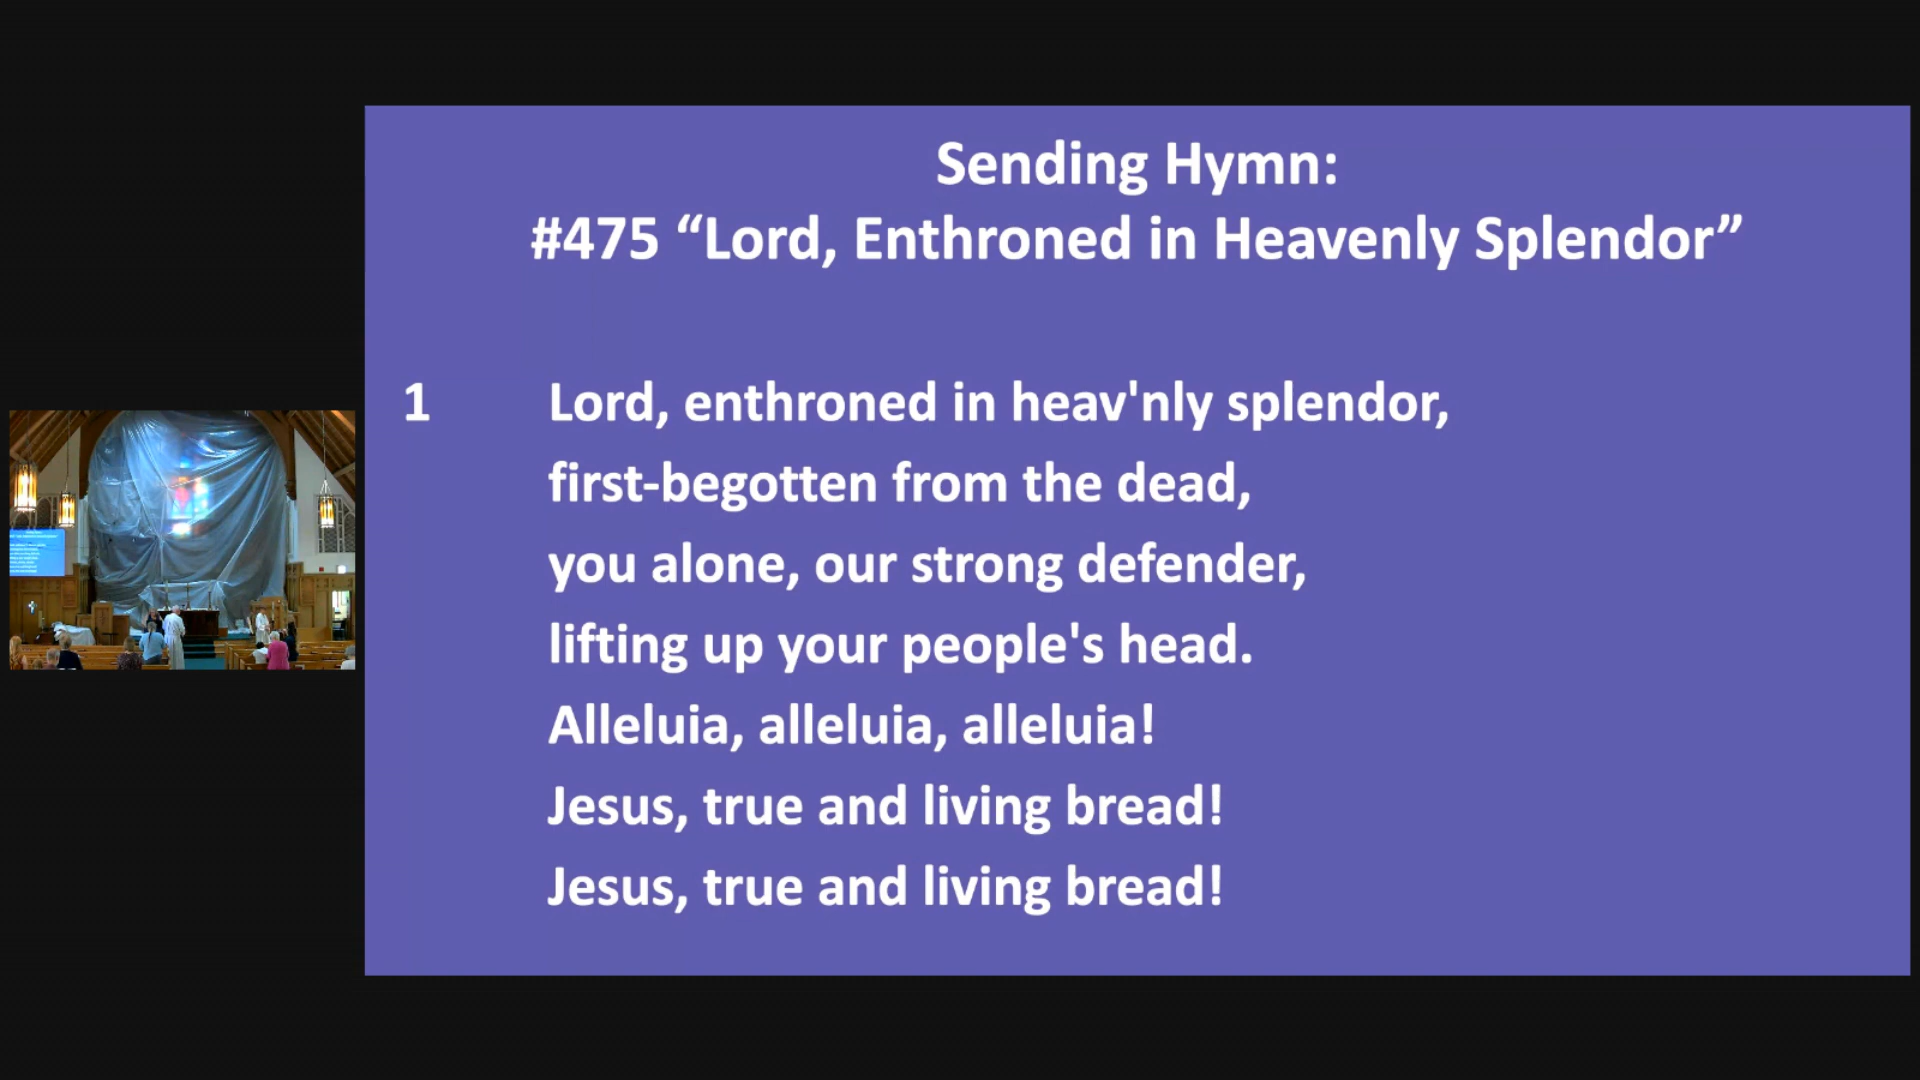 Sending Hymn:
#475 “Lord, Enthroned in Heavenly Splendor”
1 Lord, enthroned in heav'nly splendor,
first-begotten from the dead,
you alone, our strong defender,
lifting up your people's head.
Alleluia, alleluia, alleluia!
Jesus, true and living bread!
Jesus, true and living bread!